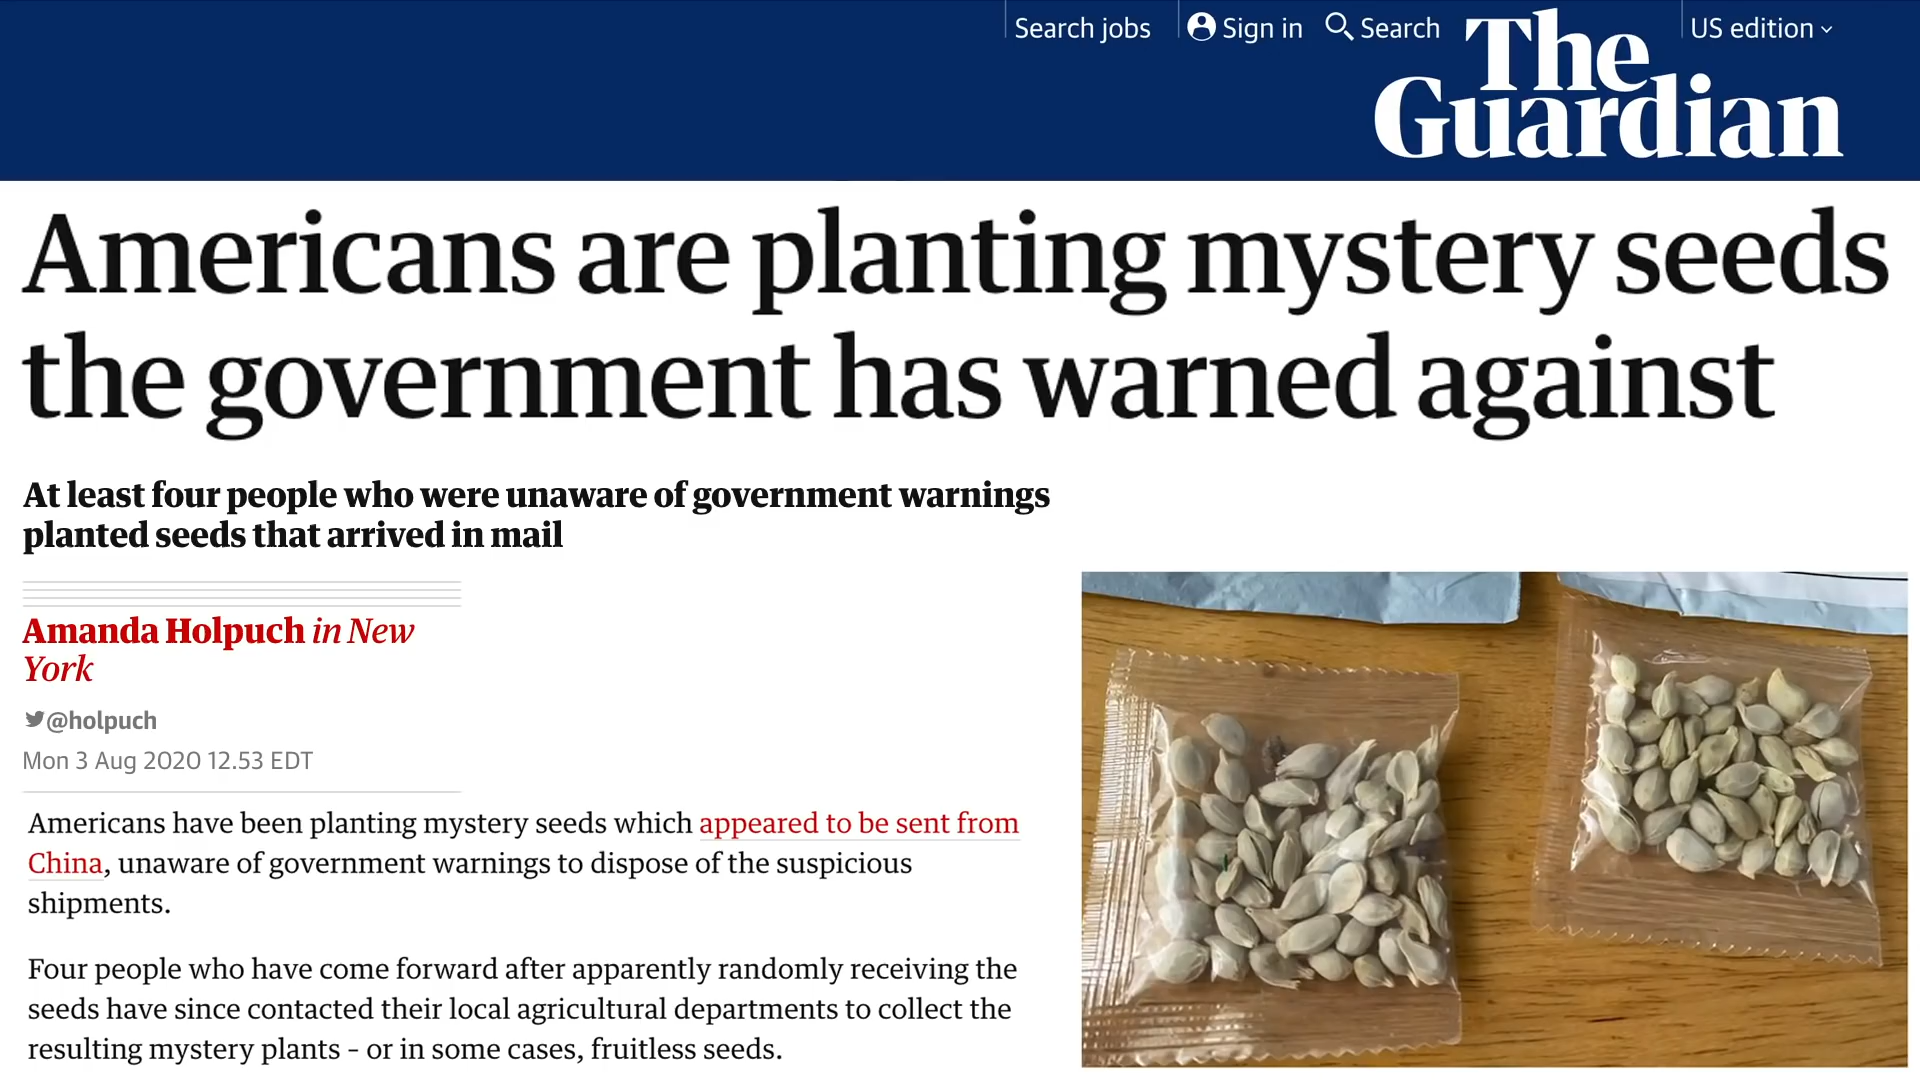 Search jobs
Sign in
Search
US edition
The
Guardian
Americans are planting mystery seeds
the government has warned against
At least four people who were unaware of government warnings
planted seeds that arrived in mail
Amanda Holpuch in New
York
@holpuch
Mon 3 Aug 2020 12.53 EDT
Americans have been planting mystery seeds which appeared to be sent from
China, unaware of government warnings to dispose of the suspicious
shipments.
Four people who have come forward after apparently randomly receiving the
seeds have since contacted their local agricultural departments to collect the
resulting mystery plants – or in some cases, fruitless seeds.